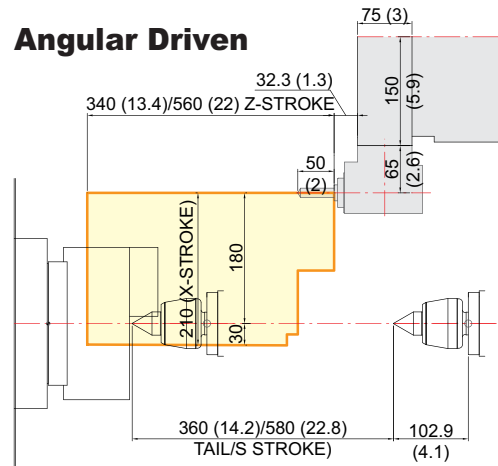 75 (3)
Angular Driven
32.3 (1.3)
340 (13.4)/560 (22) Z-STROKE
150
(5.9)
50
(2)
65
(2.6)
210 (X-STROKE)
180
30
360 (14.2)/580 (22.8)
TAIL/S STROKE)
102.9
(4.1)